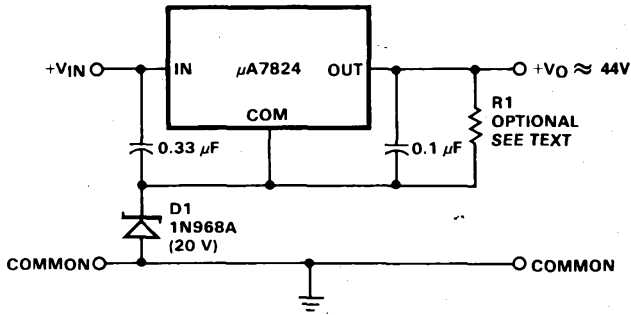 +VIN
IN
μA7824
OUT
+VO ≈ 44V
COM
R1
OPTIONAL
SEE TEXT
0.33 μF
0.1 μF
D1
1N968A
(20 V)
COMMON
COMMON